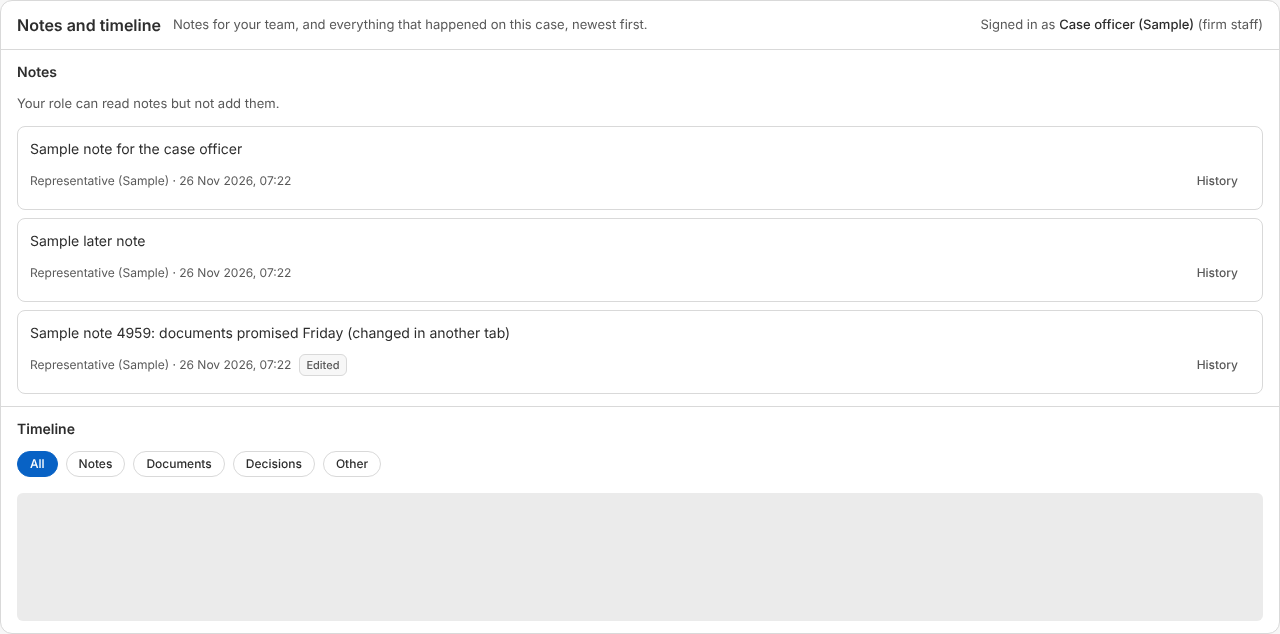 Notes and timeline Notes for your team, and everything that happened on this case, newest first. Signed in as Case officer (Sample) (firm staff)
Notes
Your role can read notes but not add them.
Sample note for the case officer
Representative (Sample) · 26 Nov 2026, 07:22 History
Sample later note
Representative (Sample) · 26 Nov 2026, 07:22 History
Sample note 4959: documents promised Friday (changed in another tab)
Representative (Sample) · 26 Nov 2026, 07:22 Edited History
Timeline
All Notes Documents Decisions Other